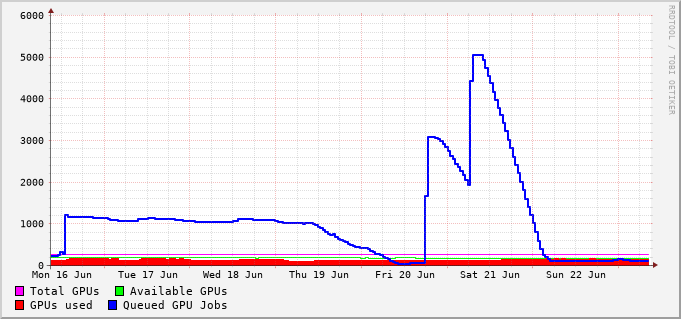 6000
5000
4000
3000
2000
1000
0
Mon 16 Jun Tue 17 Jun Wed 18 Jun Thu 19 Jun Fri 20 Jun Sat 21 Jun Sun 22 Jun
Total GPUs Available GPUs
GPUs used Queued GPU Jobs
RRDTOOL / TOBI OETIKER